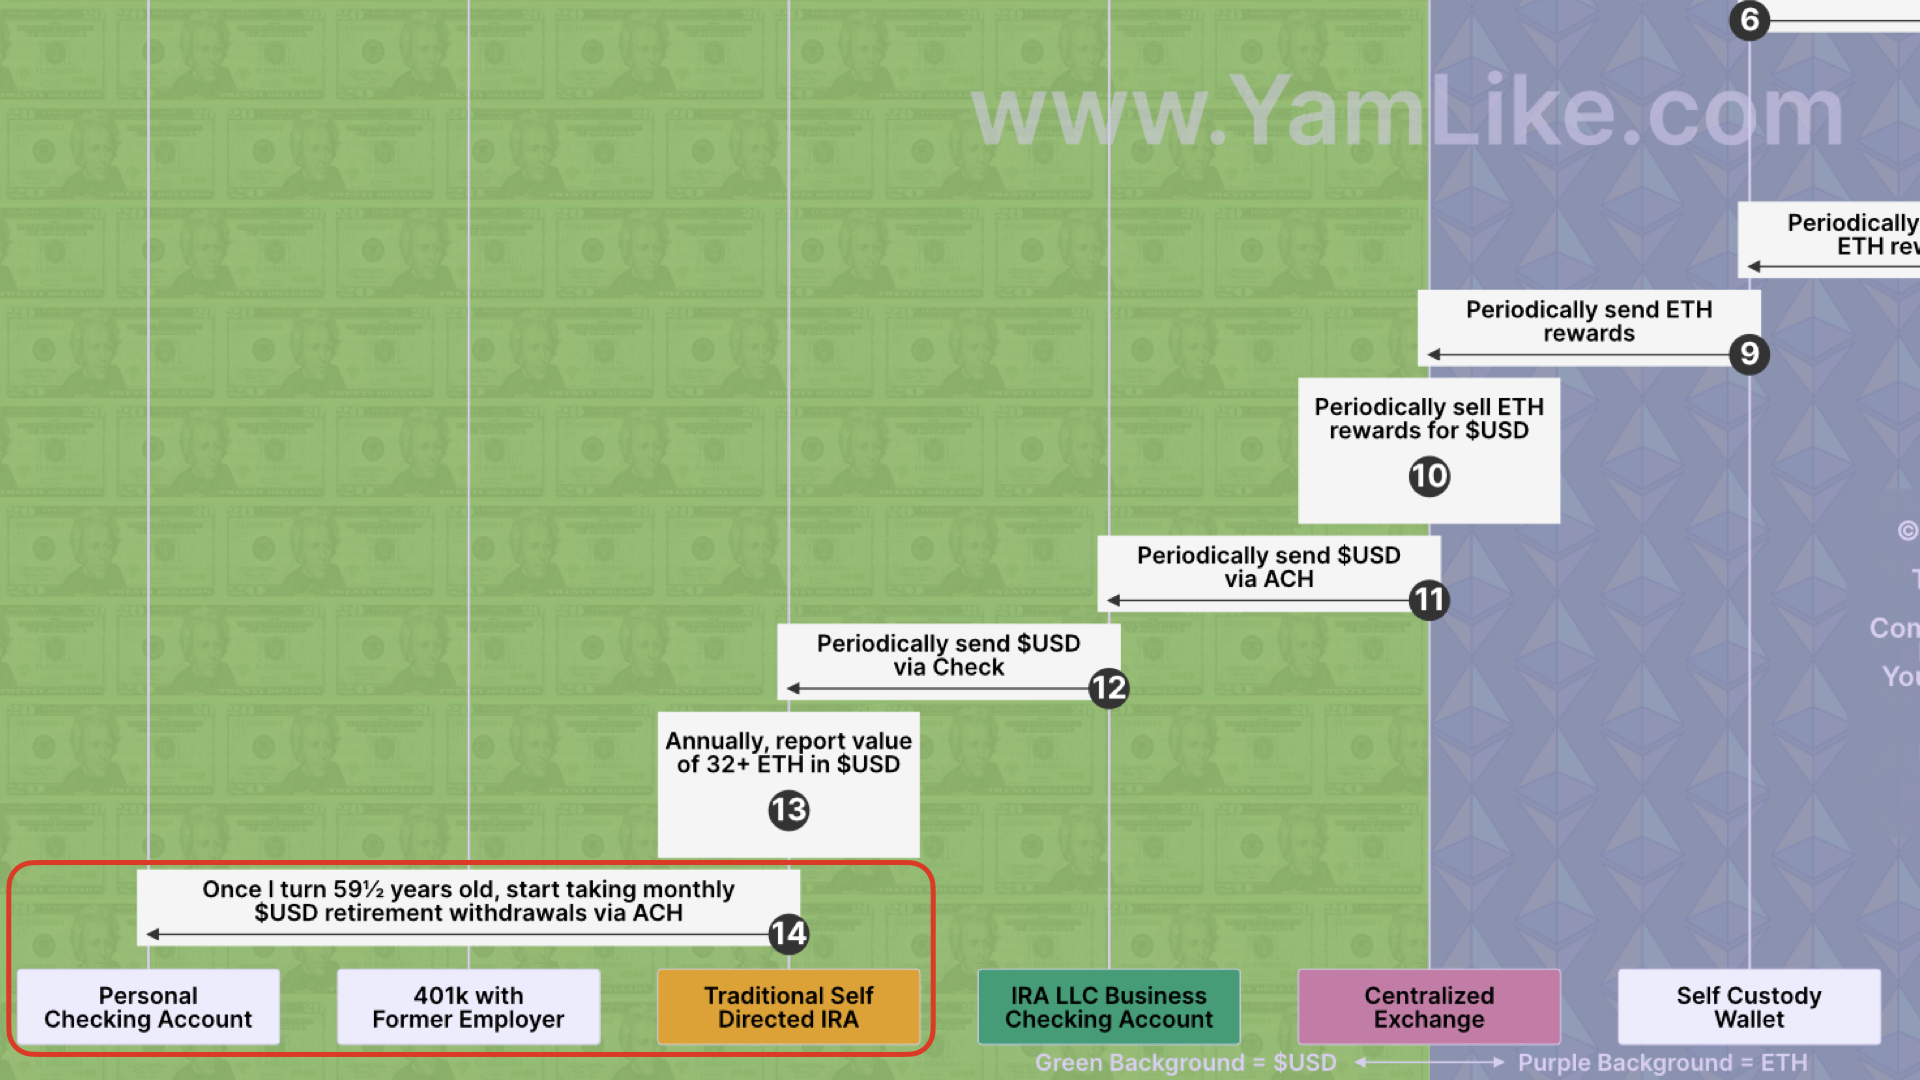 6
www.YamLike.com
Periodically
ETH
Periodically send ETH
rewards
9
Periodically sell ETH
rewards for $USD
10
©
Periodically send $USD
via ACH
11
Periodically send $USD
via Check
12
Annually, report value
of 32+ ETH in $USD
13
Once I turn 59½ years old, start taking monthly
$USD retirement withdrawals via ACH
14
Personal
Checking Account
401k with
Former Employer
Traditional Self
Directed IRA
IRA LLC Business
Checking Account
Centralized
Exchange
Self Custody
Wallet
Green Background = $USD
Purple Background = ETH